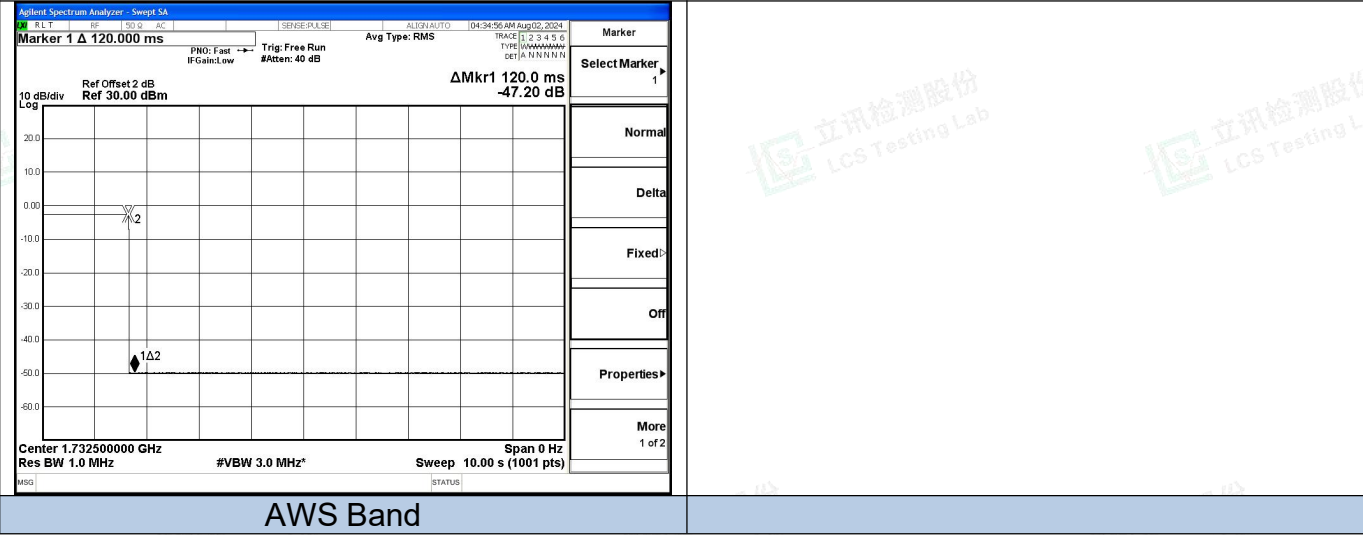 Agilent Spectrum Analyzer - Swept SA
LXI RLT RF 50 Ω AC SENSE:PULSE ALIGN AUTO 04:34:56 AM Aug 02, 2024
Marker 1 Δ 120.000 ms
PNO: Fast
IFGain:Low
Trig: Free Run
#Atten: 40 dB
Avg Type: RMS
TRACE 1 2 3 4 5 6
TYPE
DET A N N N N N
ΔMkr1 120.0 ms
-47.20 dB
Ref Offset 2 dB
10 dB/div Ref 30.00 dBm
Log
20.0
10.0
0.00
-10.0
-20.0
-30.0
-40.0
-50.0
-60.0
2
1Δ2
Center 1.732500000 GHz Span 0 Hz
Res BW 1.0 MHz #VBW 3.0 MHz* Sweep 10.00 s (1001 pts)
MSG STATUS
Marker
Select Marker
1
Normal
Delta
Fixed
Off
Properties
More
1 of 2
AWS Band
立讯检测股份
LCS Testing Lab
立讯检测股份
LCS Testing L